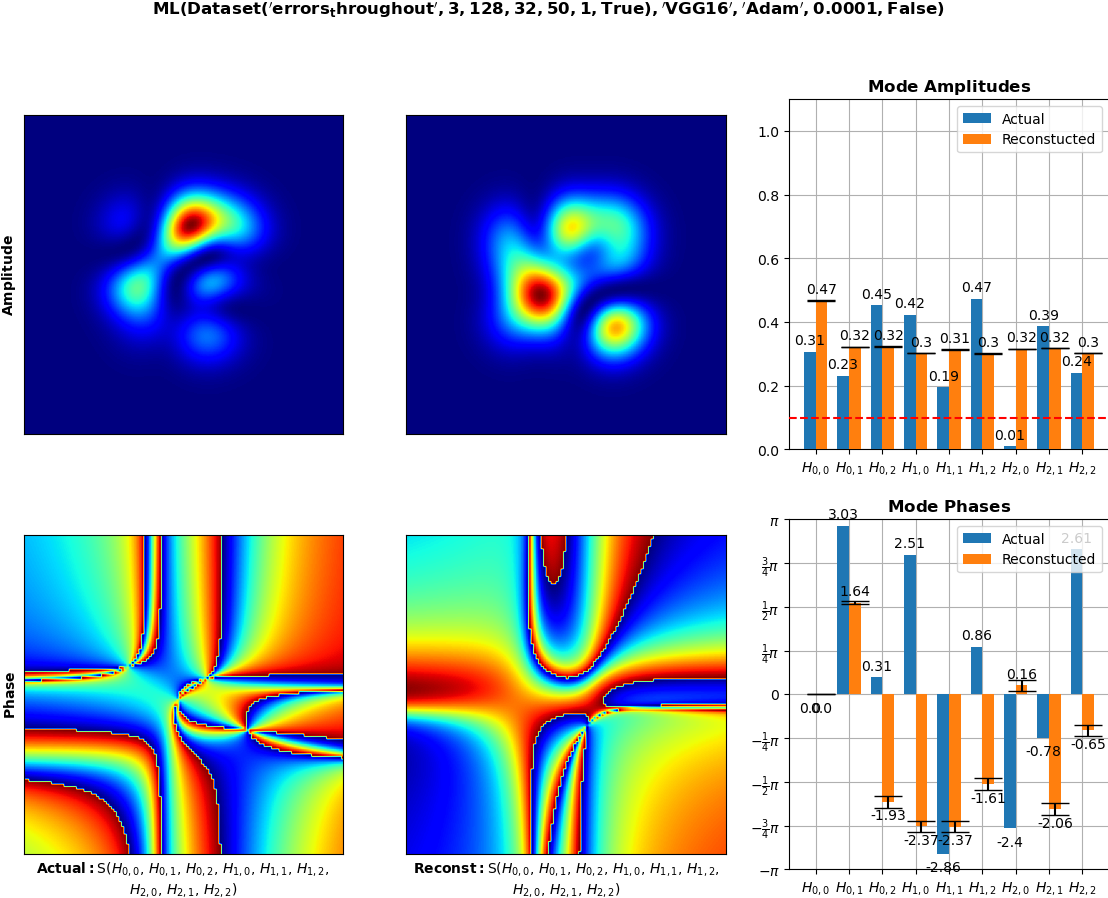 ML(Dataset('errors_throughout', 3, 128, 32, 50, 1, True), 'VGG16', 'Adam', 0.0001, False)
Amplitude
Mode Amplitudes
Actual
Reconstucted
1.0
0.8
0.6
0.4
0.2
0.0
0.31
0.47
0.23
0.32
0.45
0.32
0.42
0.3
0.19
0.31
0.47
0.3
0.01
0.32
0.39
0.32
0.24
0.3
H0,0 H0,1 H0,2 H1,0 H1,1 H1,2 H2,0 H2,1 H2,2
Phase
Actual: S(H0,0, H0,1, H0,2, H1,0, H1,1, H1,2,
H2,0, H2,1, H2,2)
Reconst: S(H0,0, H0,1, H0,2, H1,0, H1,1, H1,2,
H2,0, H2,1, H2,2)
Mode Phases
Actual
Reconstucted
π
3/4π
1/2π
1/4π
0
−1/4π
−1/2π
−3/4π
−π
0.0
0.0
3.03
1.64
0.31
-1.93
2.51
-2.37
-2.86
-2.37
0.86
-1.61
-2.4
0.16
-0.78
-2.06
2.61
-0.65
H0,0 H0,1 H0,2 H1,0 H1,1 H1,2 H2,0 H2,1 H2,2